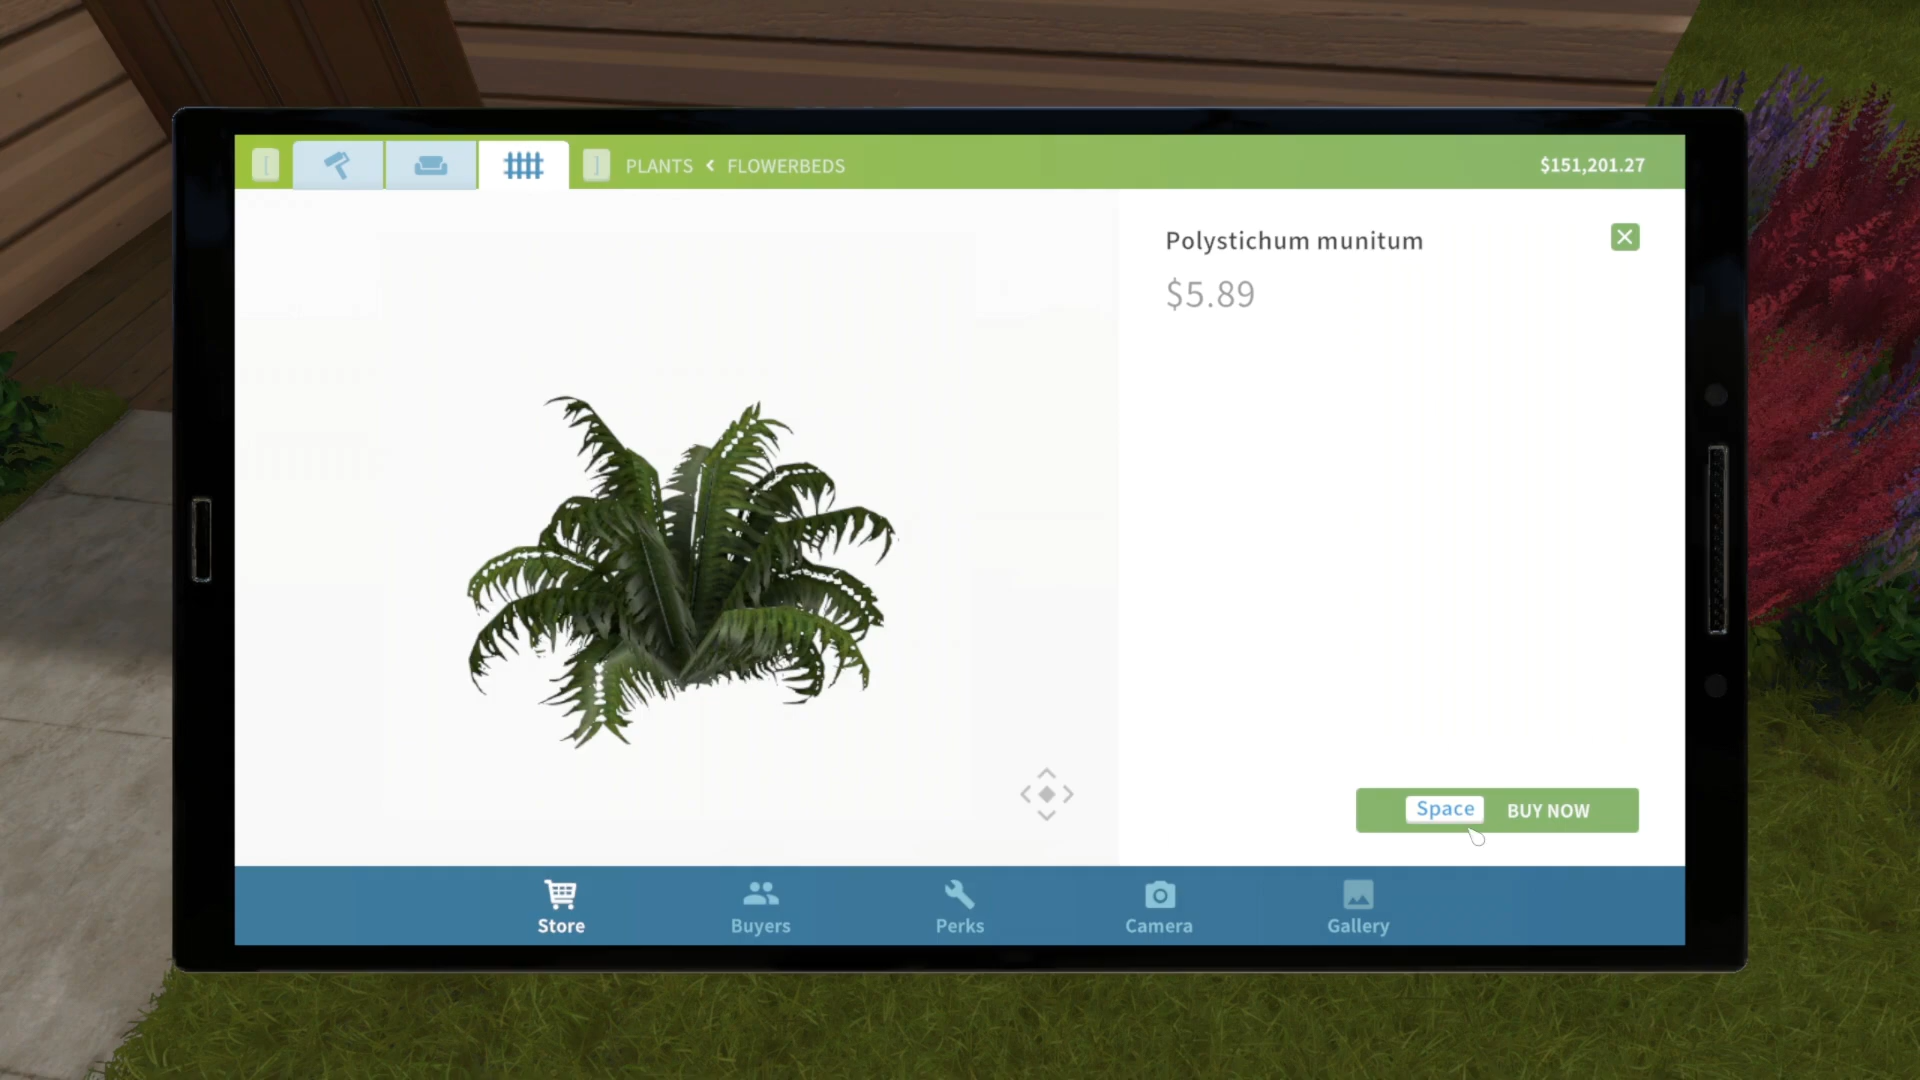 [ ] PLANTS < FLOWERBEDS $151,201.27
Polystichum munitum
$5.89
Space BUY NOW
Store Buyers Perks Camera Gallery